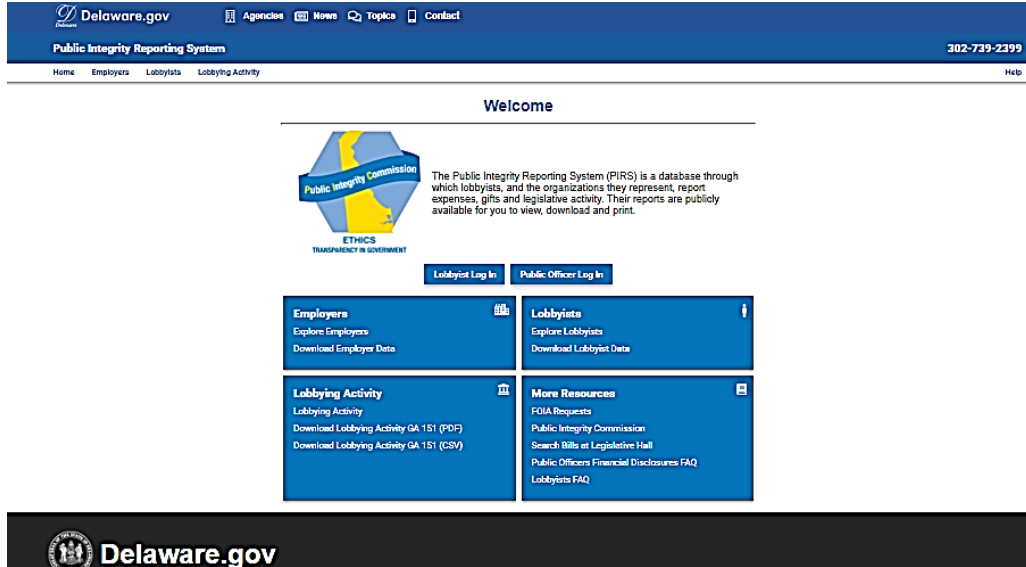 Delaware.gov
Agencies News Topics Contact
Public Integrity Reporting System
302-739-2399
Home Employers Lobbyists Lobbying Activity
Help
Welcome
Public Integrity Commission
ETHICS
TRANSPARENCY IN GOVERNMENT
The Public Integrity Reporting System (PIRS) is a database through
which lobbyists, and the organizations they represent, report
expenses, gifts and legislative activity. Their reports are publicly
available for you to view, download and print.
Lobbyist Log In
Public Officer Log In
Employers
Explore Employers
Download Employer Data
Lobbyists
Explore Lobbyists
Download Lobbyist Data
Lobbying Activity
Lobbying Activity
Download Lobbying Activity GA 151 (PDF)
Download Lobbying Activity GA 151 (CSV)
More Resources
FOIA Requests
Public Integrity Commission
Search Bills at Legislative Hall
Public Officers Financial Disclosures FAQ
Lobbyists FAQ
Delaware.gov